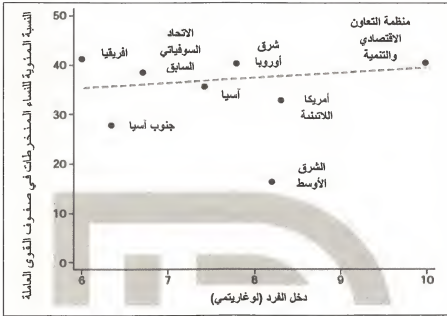 النسبة المئوية للنساء المنخرطات في صفوف القوى العاملة
50
40
30
20
10
0
افريقيا
الاتحاد
السوفياتي
السابق
شرق
أوروبا
منظمة التعاون
الاقتصادي
والتنمية
آسيا
أمريكا
اللاتينية
جنوب آسيا
الشرق
الأوسط
6
7
8
9
10
دخل الفرد (لوغاريتمي)